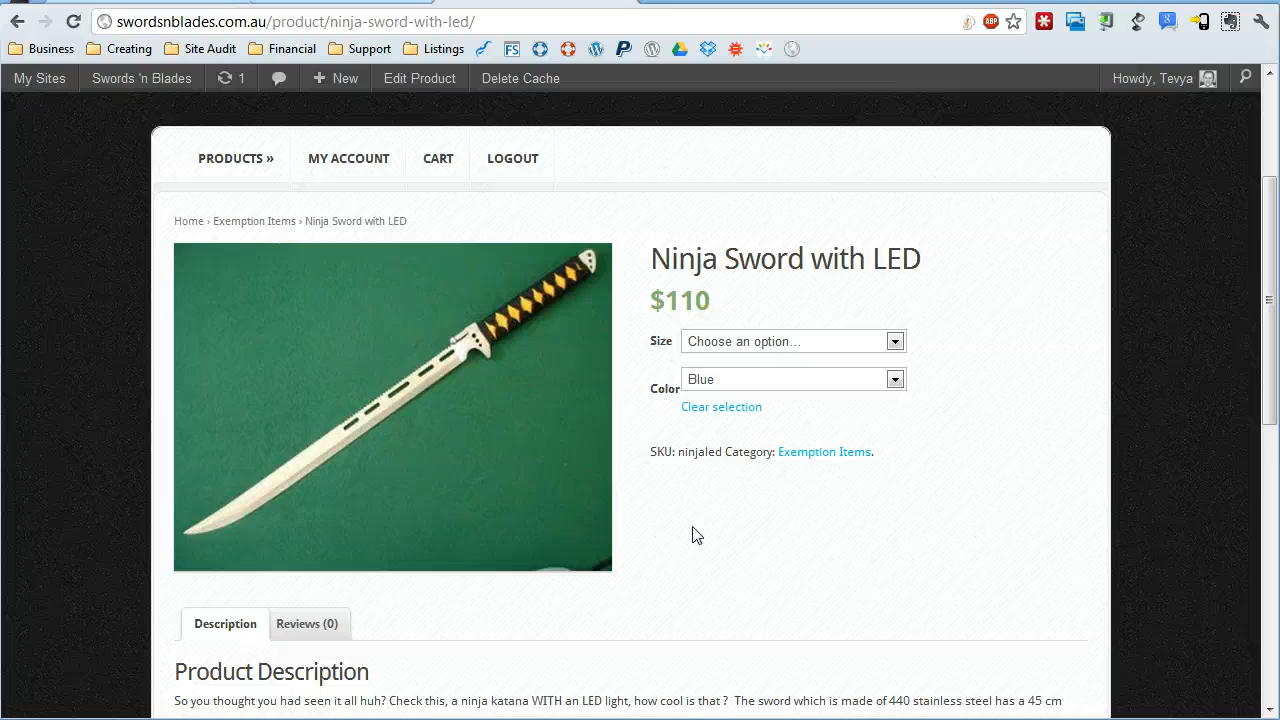 swordsnblades.com.au/product/ninja-sword-with-led/
ABP
Business Creating Site Audit Financial Support Listings FS
My Sites Swords 'n Blades 1 New Edit Product Delete Cache Howdy, Tevya
PRODUCTS » MY ACCOUNT CART LOGOUT
Home › Exemption Items › Ninja Sword with LED
Ninja Sword with LED
$110
Size Choose an option...
Color Blue
Clear selection
SKU: ninjaled Category: Exemption Items.
Description Reviews (0)
Product Description
So you thought you had seen it all huh? Check this, a ninja katana WITH an LED light, how cool is that ? The sword which is made of 440 stainless steel has a 45 cm